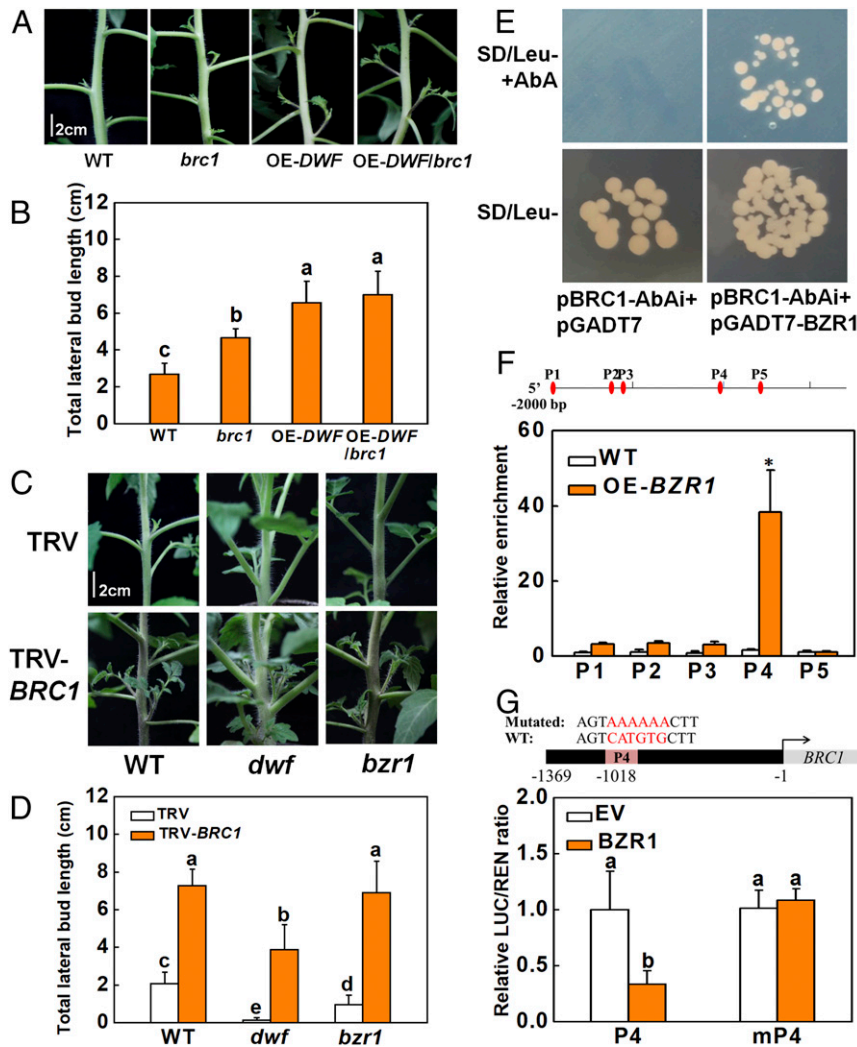 A
2cm
WT
brc1
OE-DWF
OE-DWF/brc1
B
Total lateral bud length (cm)
12
10
8
6
4
2
0
c
b
a
a
WT
brc1
OE-DWF
OE-DWF
/brc1
C
TRV
2cm
TRV-
BRC1
WT
dwf
bzr1
D
Total lateral bud length (cm)
12
10
8
6
4
2
0
TRV
TRV-BRC1
c
a
e
b
d
a
WT
dwf
bzr1
E
SD/Leu-
+AbA
SD/Leu-
pBRC1-AbAi+
pGADT7
pBRC1-AbAi+
pGADT7-BZR1
F
P1
P2
P3
P4
P5
5'
-2000 bp
Relative enrichment
60
40
20
0
WT
OE-BZR1
*
P1
P2
P3
P4
P5
G
Mutated: AGTAAAAAACTT
WT: AGTCATGTGCTT
P4
BRC1
-1369
-1018
-1
Relative LUC/REN ratio
2.0
1.5
1.0
0.5
0.0
EV
BZR1
a
b
a
a
P4
mP4